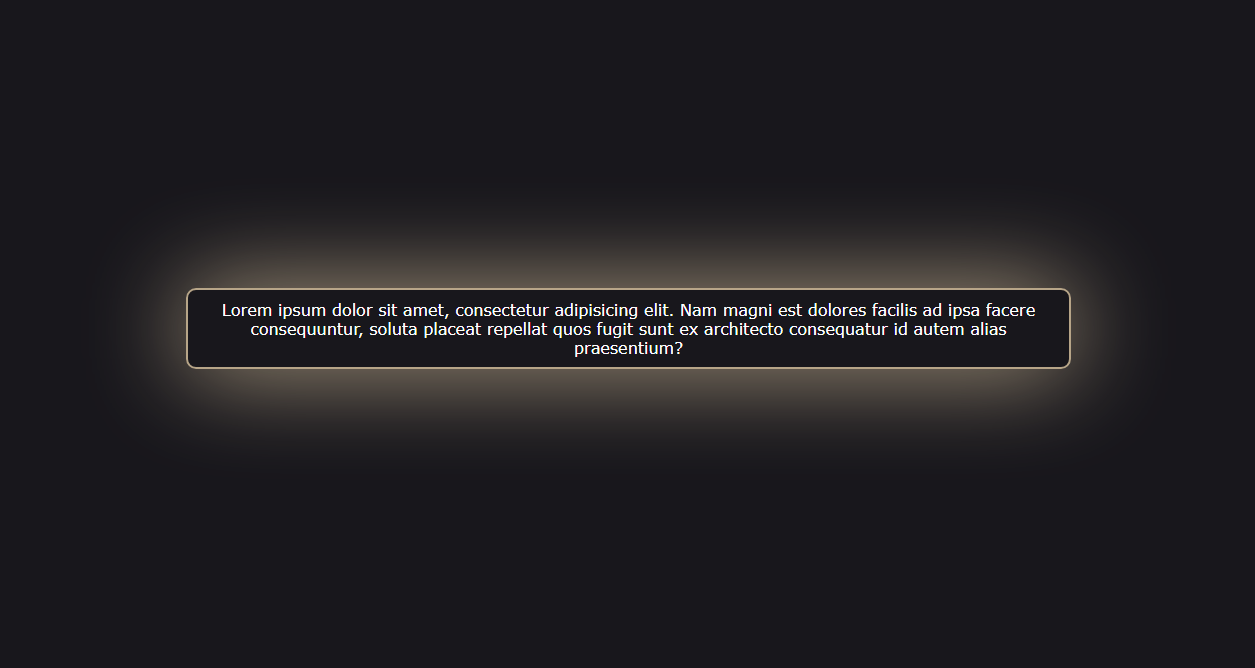 Lorem ipsum dolor sit amet, consectetur adipisicing elit. Nam magni est dolores facilis ad ipsa facere
consequuntur, soluta placeat repellat quos fugit sunt ex architecto consequatur id autem alias
praesentium?